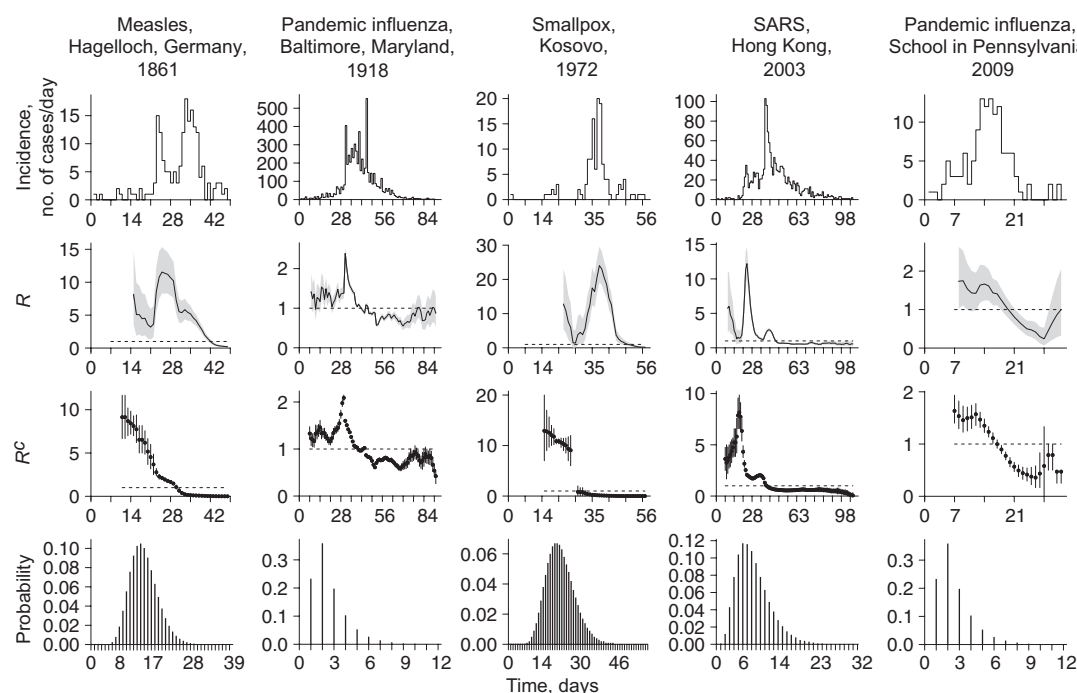 Measles,
Hagelloch, Germany,
1861
Pandemic influenza,
Baltimore, Maryland,
1918
Smallpox,
Kosovo,
1972
SARS,
Hong Kong,
2003
Pandemic influenza,
School in Pennsylvania
2009
Incidence,
no. of cases/day
15
10
5
0
0 14 28 42
500
400
300
200
100
0
0 28 56 84
20
15
10
5
0
0 14 35 56
100
80
60
40
20
0
0 28 63 98
10
5
0
0 7 21
R
15
10
5
0
0 14 28 42
2
1
0
0 28 56 84
30
20
10
0
0 14 35 56
15
10
5
0
0 28 63 98
2
1
0
0 7 21
Rc
10
5
0
0 14 28 42
2
1
0
0 28 56 84
20
15
10
5
0
0 14 35 56
10
5
0
0 28 63 98
2
1
0
0 7 21
Probability
0.10
0.08
0.06
0.04
0.02
0.00
0 8 17 28 39
0.3
0.2
0.1
0.0
0 3 6 9 12
0.06
0.04
0.02
0.00
0 14 30 46
0.12
0.10
0.08
0.06
0.04
0.02
0.00
0 6 14 23 32
0.3
0.2
0.1
0.0
0 3 6 9 12
Time, days